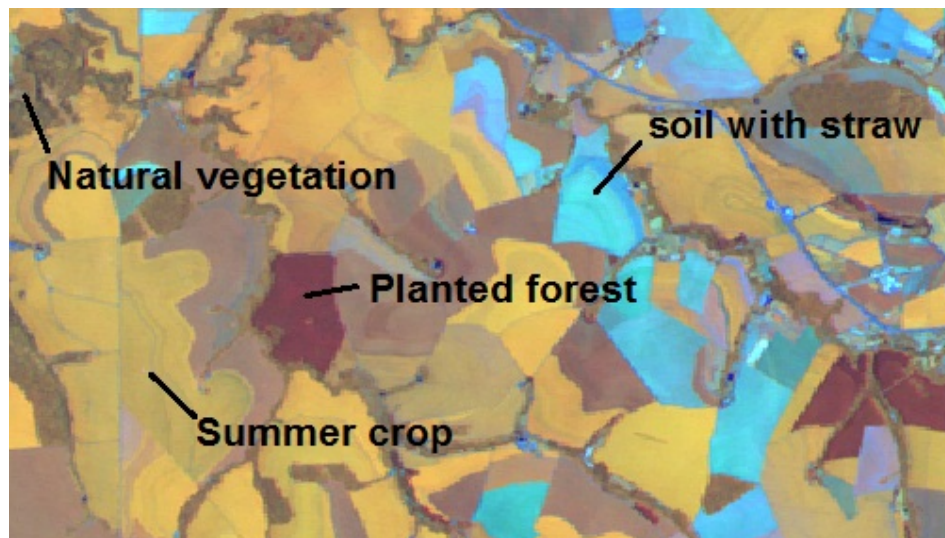 soil with straw
Natural vegetation
Planted forest
Summer crop